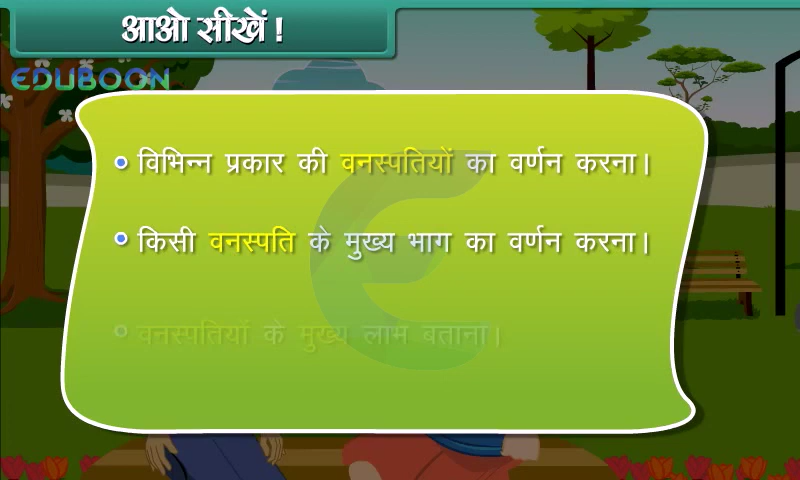 आओ सीखें!
EDUBOON
विभिन्न प्रकार की वनस्पतियों का वर्णन करना।
किसी वनस्पति के मुख्य भाग का वर्णन करना।
वनस्पतियों के मुख्य लाभ बताना।